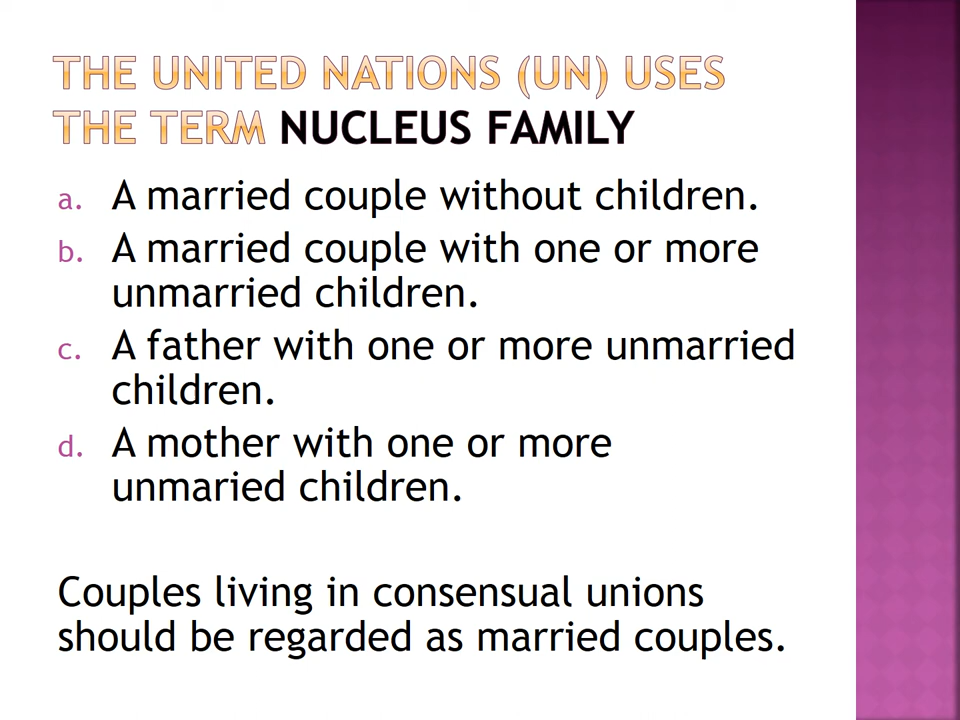 THE UNITED NATIONS (UN) USES
THE TERM NUCLEUS FAMILY
a. A married couple without children.
b. A married couple with one or more
unmarried children.
c. A father with one or more unmarried
children.
d. A mother with one or more
unmaried children.
Couples living in consensual unions
should be regarded as married couples.